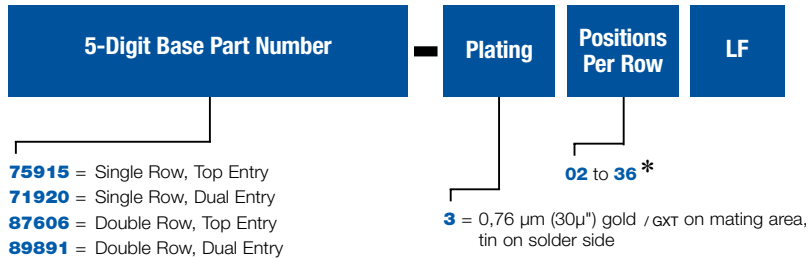 5-Digit Base Part Number - Plating Positions Per Row LF
75915 = Single Row, Top Entry
71920 = Single Row, Dual Entry
87606 = Double Row, Top Entry
89891 = Double Row, Dual Entry
02 to 36 *
3 = 0,76 µm (30µ") gold / GXT on mating area,
tin on solder side